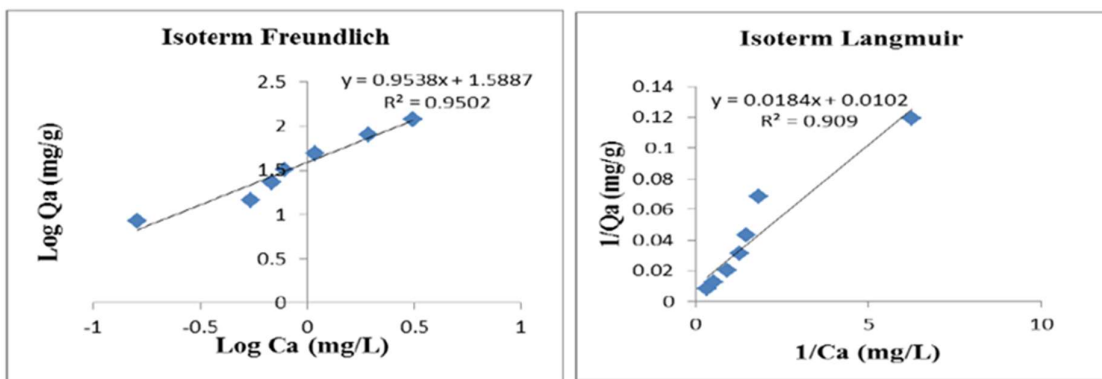 Isoterm Freundlich
y = 0.9538x + 1.5887
R² = 0.9502
2.5
2
1.5
1
0.5
0
-1
-0.5
0
0.5
1
Log Qa (mg/g)
Log Ca (mg/L)
Isoterm Langmuir
y = 0.0184x + 0.0102
R² = 0.909
0.14
0.12
0.1
0.08
0.06
0.04
0.02
0
0
5
10
1/Qa (mg/g)
1/Ca (mg/L)